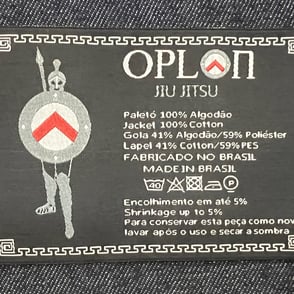 OPLON
JIU JITSU
Paletó 100% Algodão
Jacket 100% Cotton
Gola 41% Algodão/59% Poliéster
Lapel 41% Cotton/59% PES
FABRICADO NO BRASIL
MADE IN BRASIL
40 P
Encolhimento em até 5%
Shrinkage up to 5%
Para conservar esta peça como nova
lavar após o uso e secar a sombra